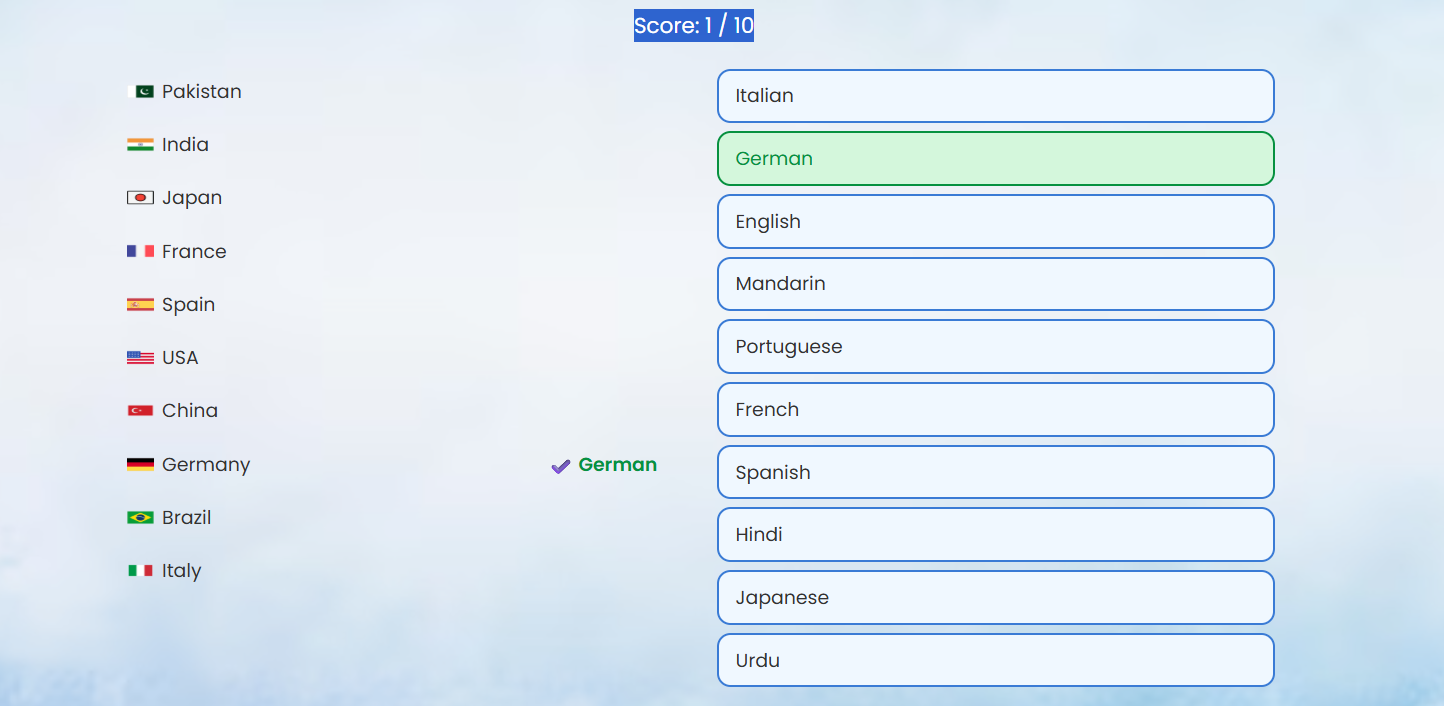 Score: 1 / 10
Pakistan
India
Japan
France
Spain
USA
China
Germany
German
Brazil
Italy
Italian
German
English
Mandarin
Portuguese
French
Spanish
Hindi
Japanese
Urdu